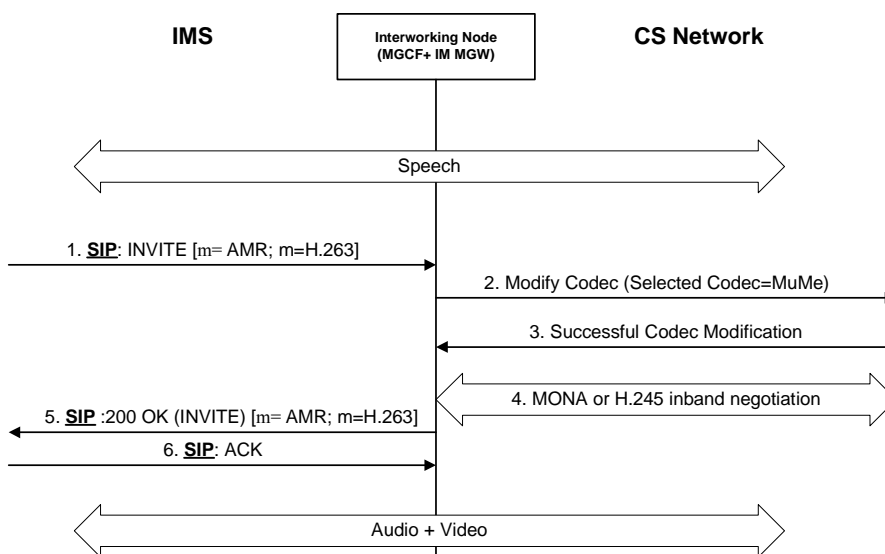 IMS
Interworking Node
(MGCF+ IM MGW)
CS Network
Speech
1. SIP: INVITE [m= AMR; m=H.263]
2. Modify Codec (Selected Codec=MuMe)
3. Successful Codec Modification
4. MONA or H.245 inband negotiation
5. SIP :200 OK (INVITE) [m= AMR; m=H.263]
6. SIP: ACK
Audio + Video